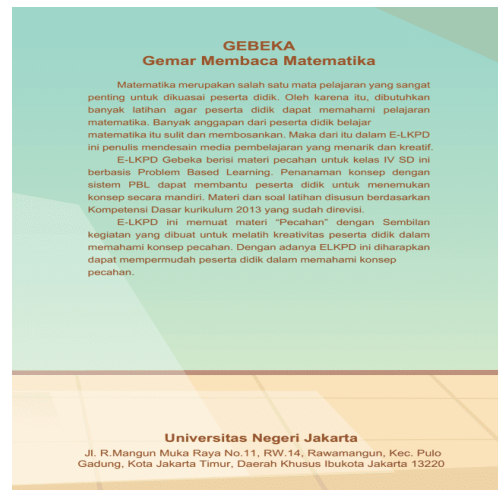 GEBEKA
Gemar Membaca Matematika
Matematika merupakan salah satu mata pelajaran yang sangat
penting untuk dikuasai peserta didik. Oleh karena itu, dibutuhkan
banyak latihan agar peserta didik dapat memahami pelajaran
matematika. Banyak anggapan dari peserta didik belajar
matematika itu sulit dan membosankan. Maka dari itu dalam E-LKPD
ini penulis mendesain media pembelajaran yang menarik dan kreatif.
E-LKPD Gebeka berisi materi pecahan untuk kelas IV SD ini
berbasis Problem Based Learning. Penanaman konsep dengan
sistem PBL dapat membantu peserta didik untuk menemukan
konsep secara mandiri. Materi dan soal latihan disusun berdasarkan
Kompetensi Dasar kurikulum 2013 yang sudah direvisi.
E-LKPD ini memuat materi “Pecahan” dengan Sembilan
kegiatan yang dibuat untuk melatih kreativitas peserta didik dalam
memahami konsep pecahan. Dengan adanya ELKPD ini diharapkan
dapat mempermudah peserta didik dalam memahami konsep
pecahan.
Universitas Negeri Jakarta
Jl. R.Mangun Muka Raya No.11, RW.14, Rawamangun, Kec. Pulo
Gadung, Kota Jakarta Timur, Daerah Khusus Ibukota Jakarta 13220